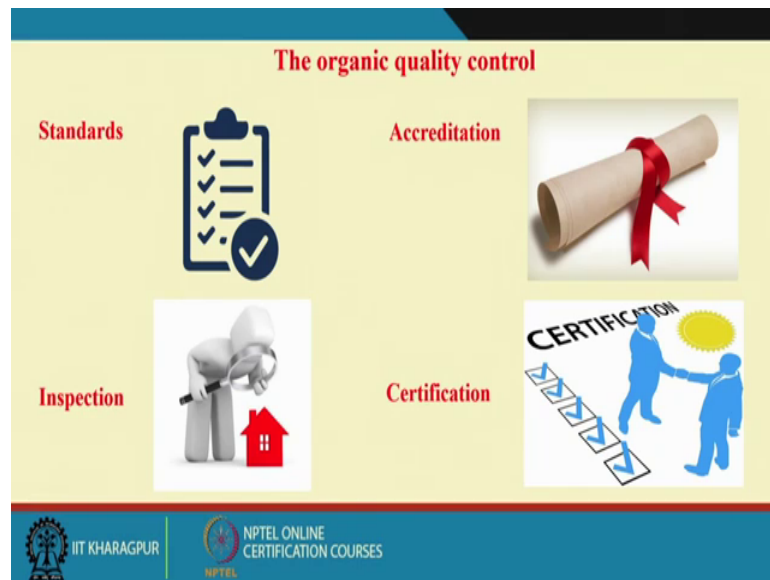 The organic quality control
Standards
Accreditation
Inspection
CERTIFICATION
Certification
IIT KHARAGPUR
NPTEL
NPTEL ONLINE
CERTIFICATION COURSES